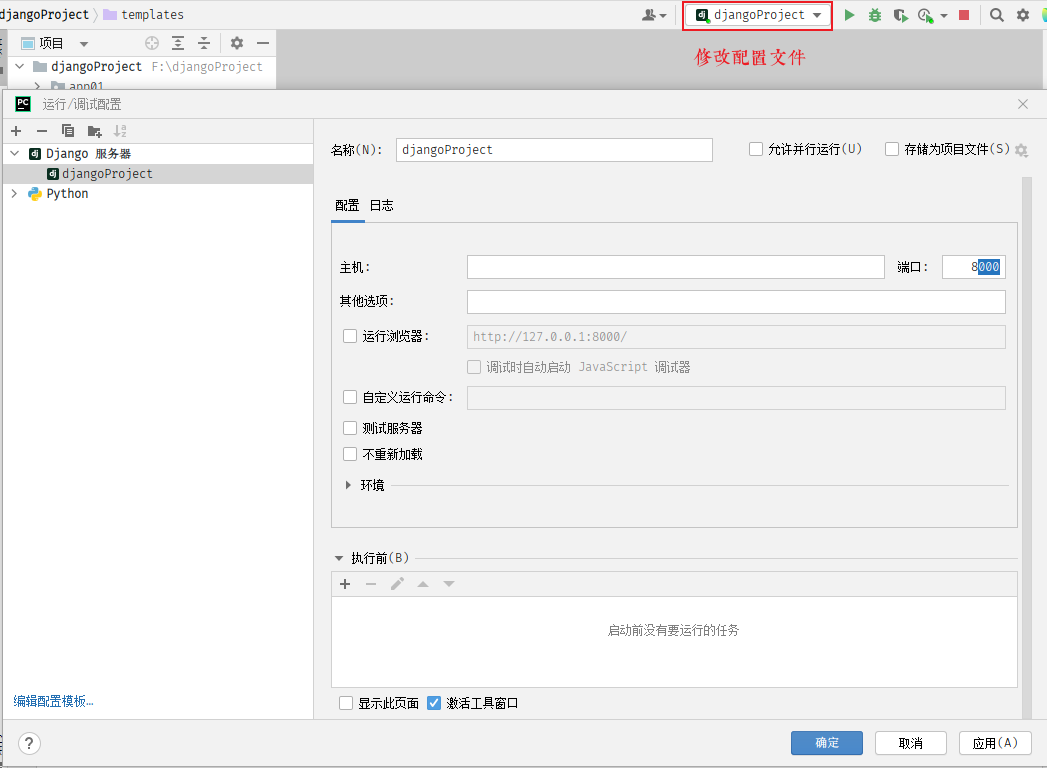 djangoProject templates djangoProject
项目
修改配置文件
djangoProject F:\djangoProject
app01
PC 运行/调试配置
Django 服务器
djangoProject
Python
名称(N): djangoProject 允许并行运行(U) 存储为项目文件(S)
配置 日志
主机: 端口: 8000
其他选项:
运行浏览器: http://127.0.0.1:8000/
调试时自动启动 JavaScript 调试器
自定义运行命令:
测试服务器
不重新加载
环境
执行前(B)
启动前没有要运行的任务
编辑配置模板...
显示此页面 激活工具窗口
? 确定 取消 应用(A)